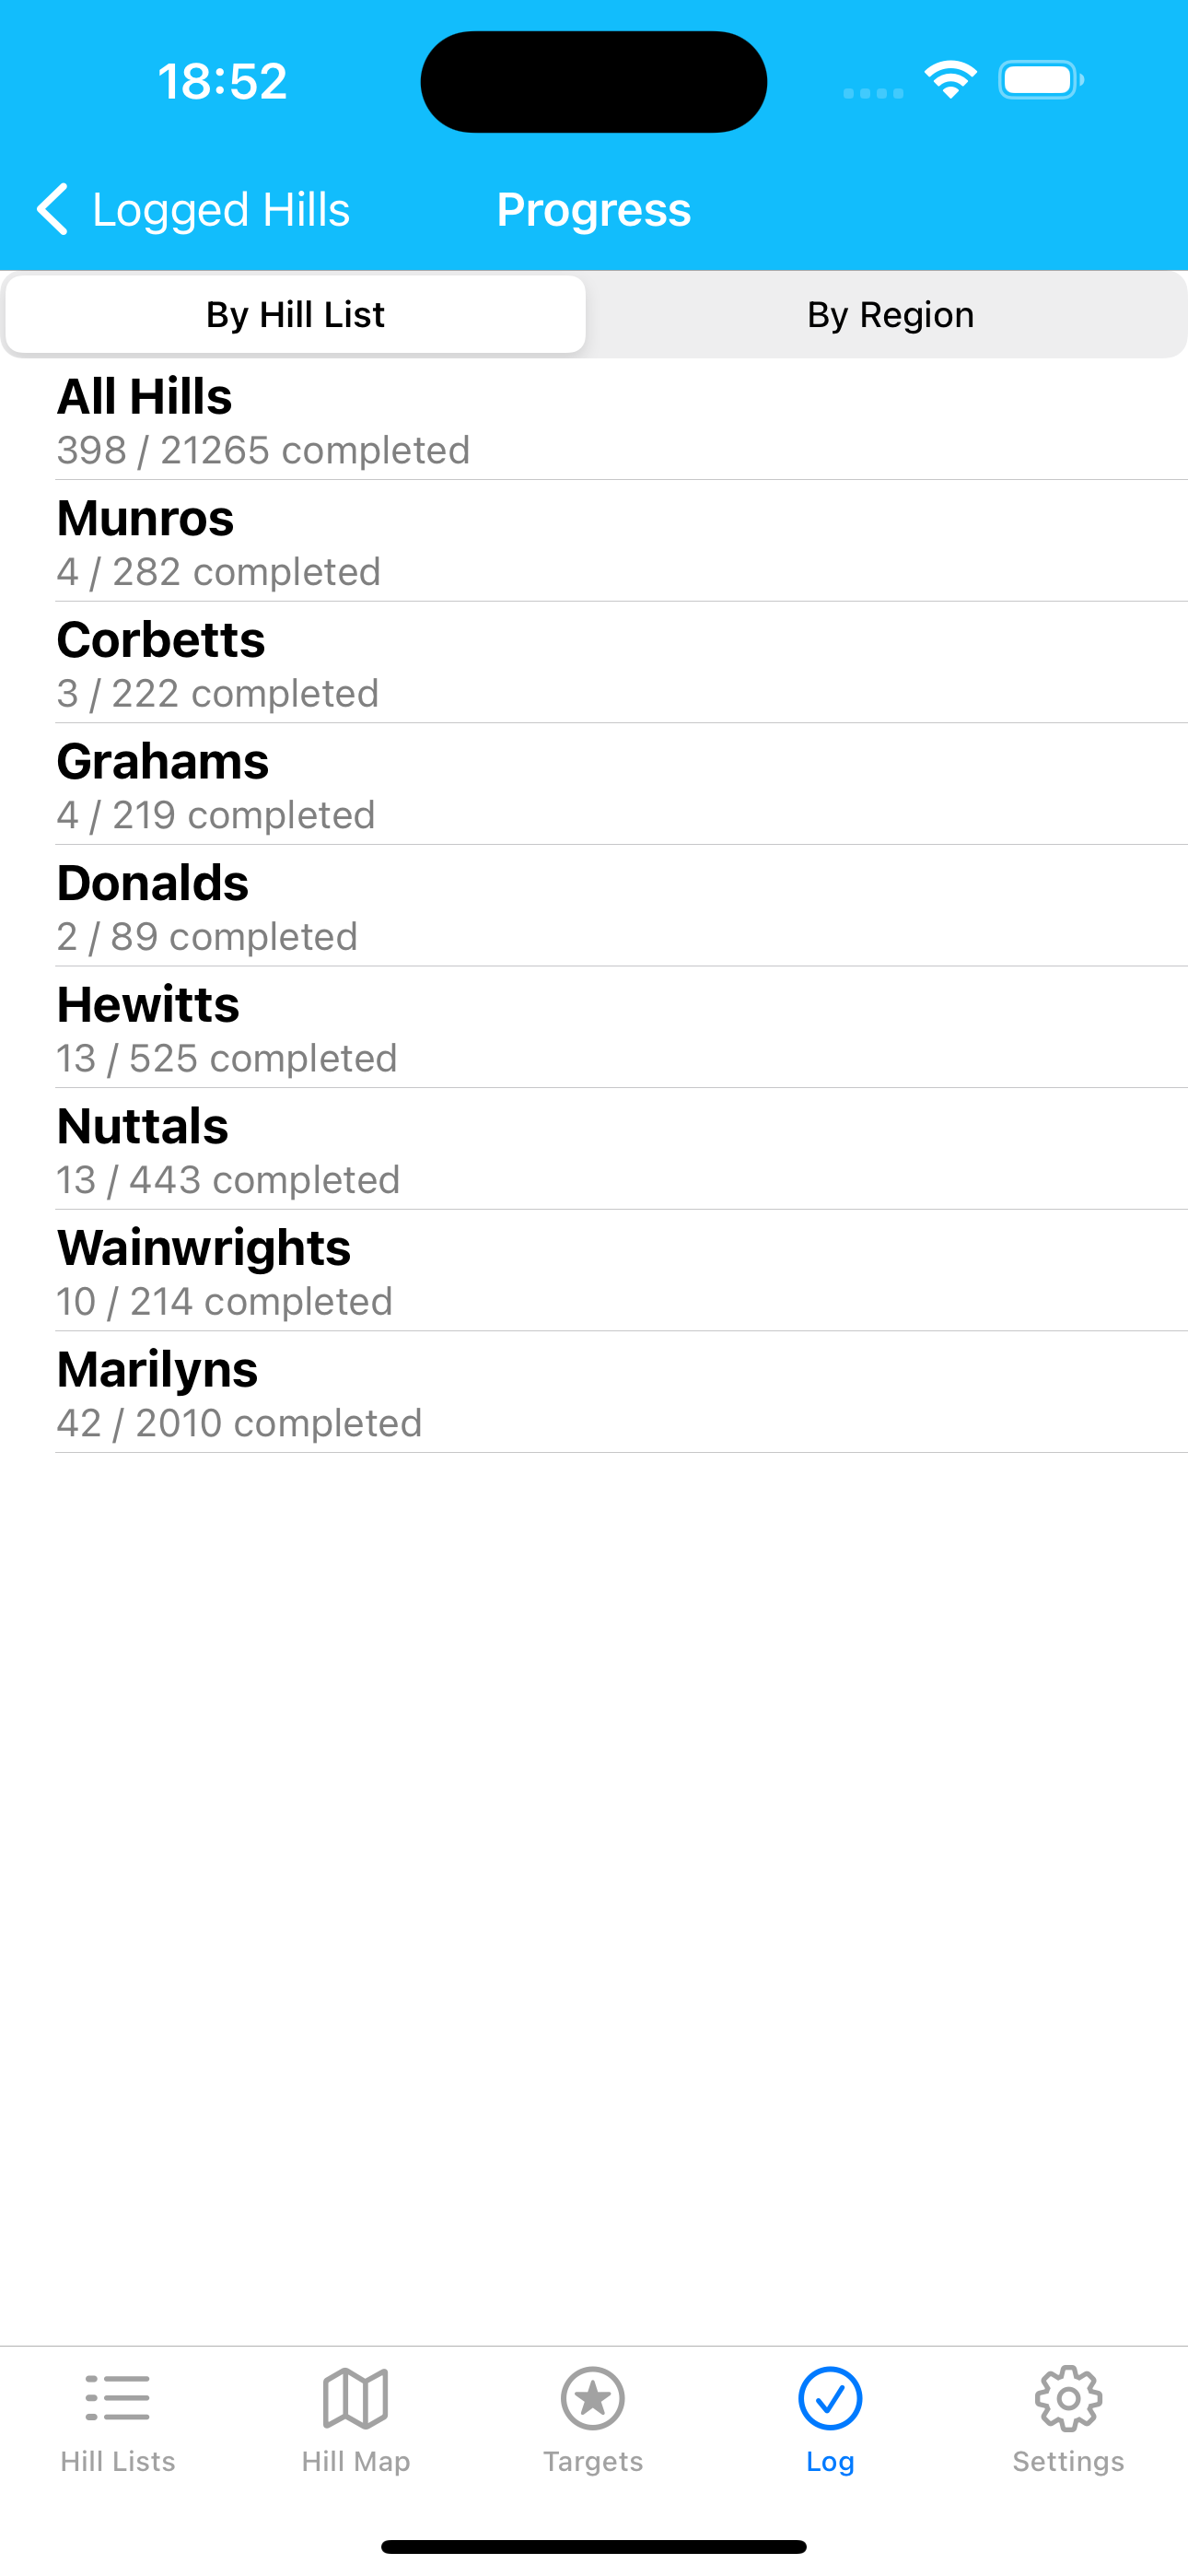 18:52
Logged Hills
Progress
By Hill List
By Region
All Hills
398 / 21265 completed
Munros
4 / 282 completed
Corbetts
3 / 222 completed
Grahams
4 / 219 completed
Donalds
2 / 89 completed
Hewitts
13 / 525 completed
Nuttals
13 / 443 completed
Wainwrights
10 / 214 completed
Marilyns
42 / 2010 completed
Hill Lists
Hill Map
Targets
Log
Settings